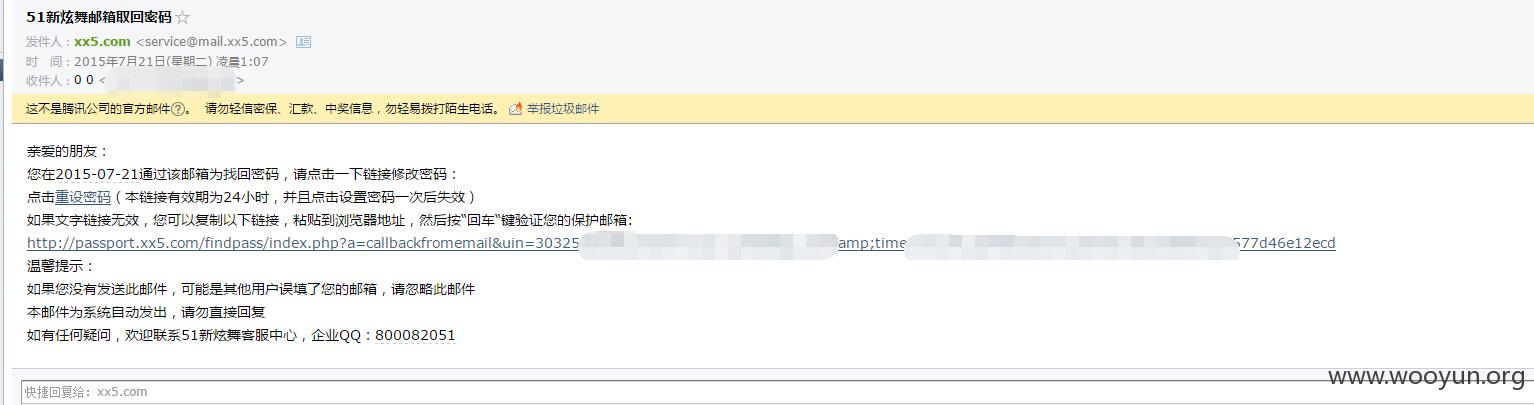 51新炫舞邮箱取回密码☆
发件人：xx5.com <service@mail.xx5.com>
时 间：2015年7月21日(星期二) 凌晨1:07
收件人：0 0 < >
这不是腾讯公司的官方邮件?。 请勿轻信密保、汇款、中奖信息，勿轻易拨打陌生电话。 举报垃圾邮件
亲爱的朋友：
您在2015-07-21通过该邮箱为找回密码，请点击一下链接修改密码：
点击重设密码（本链接有效期为24小时，并且点击设置密码一次后失效）
如果文字链接无效，您可以复制以下链接，粘贴到浏览器地址，然后按“回车“键验证您的保护邮箱:
http://passport.xx5.com/findpass/index.php?a=callbackfromemail&uin=30325 amp;time 577d46e12ecd
温馨提示：
如果您没有发送此邮件，可能是其他用户误填了您的邮箱，请忽略此邮件
本邮件为系统自动发出，请勿直接回复
如有任何疑问，欢迎联系51新炫舞客服中心，企业QQ：800082051
快捷回复给：xx5.com
www.wooyun.org